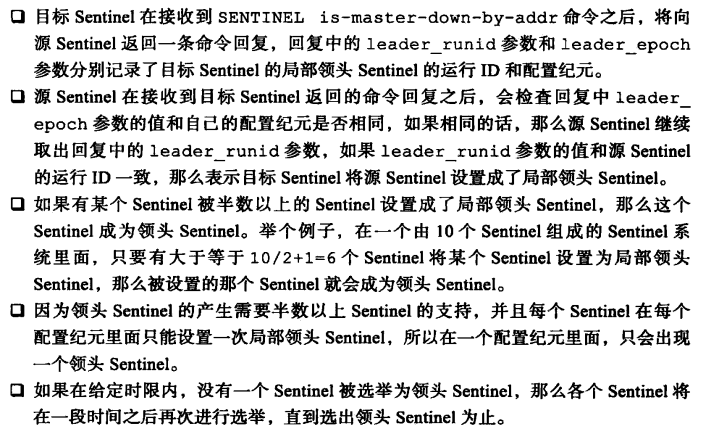 ❑ 目标 Sentinel 在接收到 SENTINEL is-master-down-by-addr 命令之后，将向
源 Sentinel 返回一条命令回复，回复中的 leader_runid 参数和 leader_epoch
参数分别记录了目标 Sentinel 的局部领头 Sentinel 的运行 ID 和配置纪元。
❑ 源 Sentinel 在接收到目标 Sentinel 返回的命令回复之后，会检查回复中 leader_
epoch 参数的值和自己的配置纪元是否相同，如果相同的话，那么源 Sentinel 继续
取出回复中的 leader_runid 参数，如果 leader_runid 参数的值和源 Sentinel
的运行 ID 一致，那么表示目标 Sentinel 将源 Sentinel 设置成了局部领头 Sentinel。
❑ 如果有某个 Sentinel 被半数以上的 Sentinel 设置成了局部领头 Sentinel，那么这个
Sentinel 成为领头 Sentinel。举个例子，在一个由 10 个 Sentinel 组成的 Sentinel 系
统里面，只要有大于等于 10/2+1=6 个 Sentinel 将某个 Sentinel 设置为局部领头
Sentinel，那么被设置的那个 Sentinel 就会成为领头 Sentinel。
❑ 因为领头 Sentinel 的产生需要半数以上 Sentinel 的支持，并且每个 Sentinel 在每个
配置纪元里面只能设置一次局部领头 Sentinel，所以在一个配置纪元里面，只会出现
一个领头 Sentinel。
❑ 如果在给定时限内，没有一个 Sentinel 被选举为领头 Sentinel，那么各个 Sentinel 将
在一段时间之后再次进行选举，直到选出领头 Sentinel 为止。